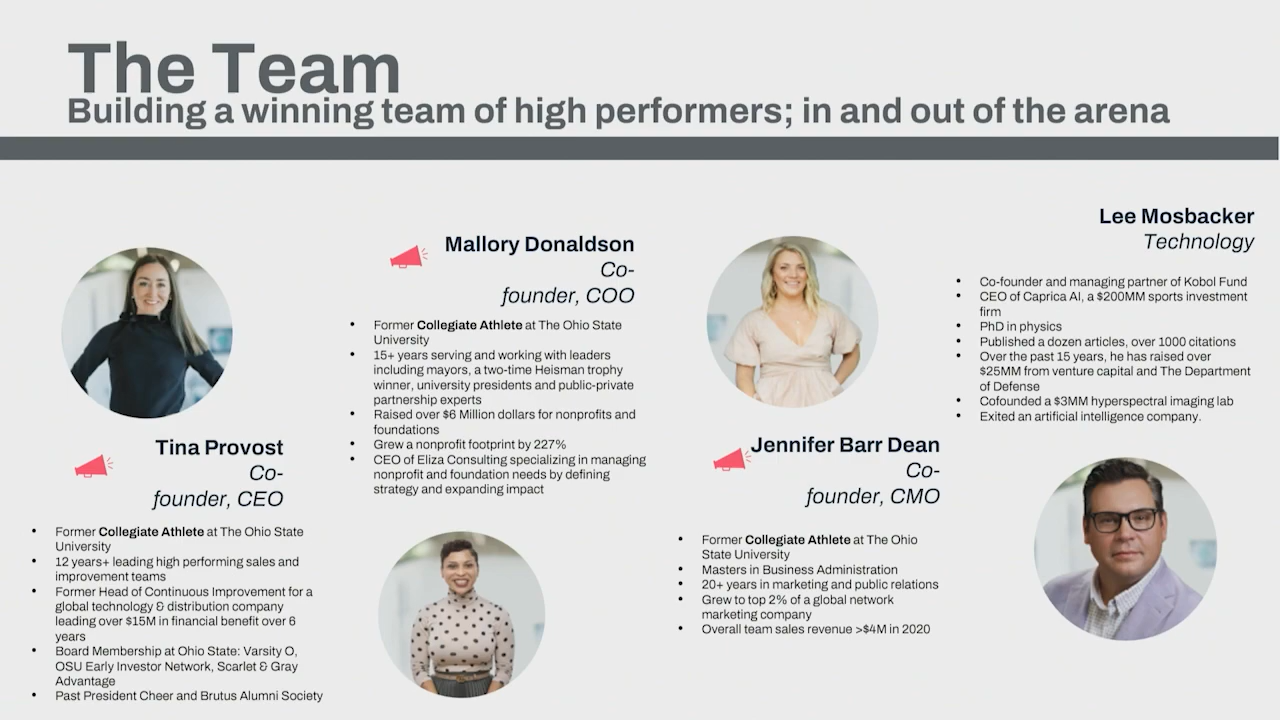 The Team
Building a winning team of high performers; in and out of the arena
Tina Provost
Co-
founder, CEO
• Former Collegiate Athlete at The Ohio State
University
• 12 years+ leading high performing sales and
improvement teams
• Former Head of Continuous Improvement for a
global technology & distribution company
leading over $15M in financial benefit over 6
years
• Board Membership at Ohio State: Varsity O,
OSU Early Investor Network, Scarlet & Gray
Advantage
• Past President Cheer and Brutus Alumni Society
Mallory Donaldson
Co-
founder, COO
• Former Collegiate Athlete at The Ohio State
University
• 15+ years serving and working with leaders
including mayors, a two-time Heisman trophy
winner, university presidents and public-private
partnership experts
• Raised over $6 Million dollars for nonprofits and
foundations
• Grew a nonprofit footprint by 227%
• CEO of Eliza Consulting specializing in managing
nonprofit and foundation needs by defining
strategy and expanding impact
Jennifer Barr Dean
Co-
founder, CMO
• Former Collegiate Athlete at The Ohio
State University
• Masters in Business Administration
• 20+ years in marketing and public relations
• Grew to top 2% of a global network
marketing company
• Overall team sales revenue >$4M in 2020
Lee Mosbacker
Technology
• Co-founder and managing partner of Kobol Fund
• CEO of Caprica AI, a $200MM sports investment
firm
• PhD in physics
• Published a dozen articles, over 1000 citations
• Over the past 15 years, he has raised over
$25MM from venture capital and The Department
of Defense
• Cofounded a $3MM hyperspectral imaging lab
• Exited an artificial intelligence company.